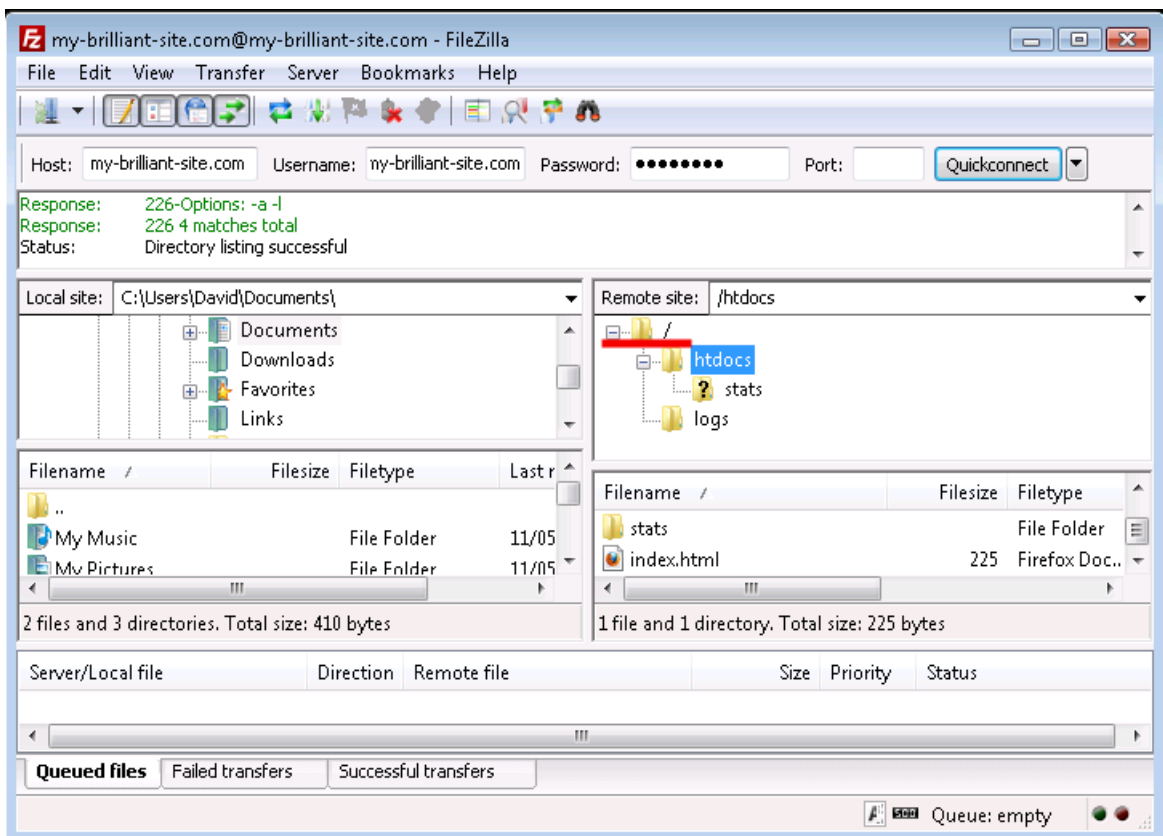 my-brilliant-site.com@my-brilliant-site.com - FileZilla
File Edit View Transfer Server Bookmarks Help
Host: my-brilliant-site.com Username: ny-brilliant-site.com Password: ●●●●●●●● Port: Quickconnect
Response: 226-Options: -a -l
Response: 226 4 matches total
Status: Directory listing successful
Local site: C:\Users\David\Documents\
Documents
Downloads
Favorites
Links
Remote site: /htdocs
/
htdocs
? stats
logs
Filename / Filesize Filetype Last r
..
My Music File Folder 11/05
My Pictures File Folder 11/05
2 files and 3 directories. Total size: 410 bytes
Filename / Filesize Filetype
stats File Folder
index.html 225 Firefox Doc..
1 file and 1 directory. Total size: 225 bytes
Server/Local file Direction Remote file Size Priority Status
Queued files Failed transfers Successful transfers
Queue: empty